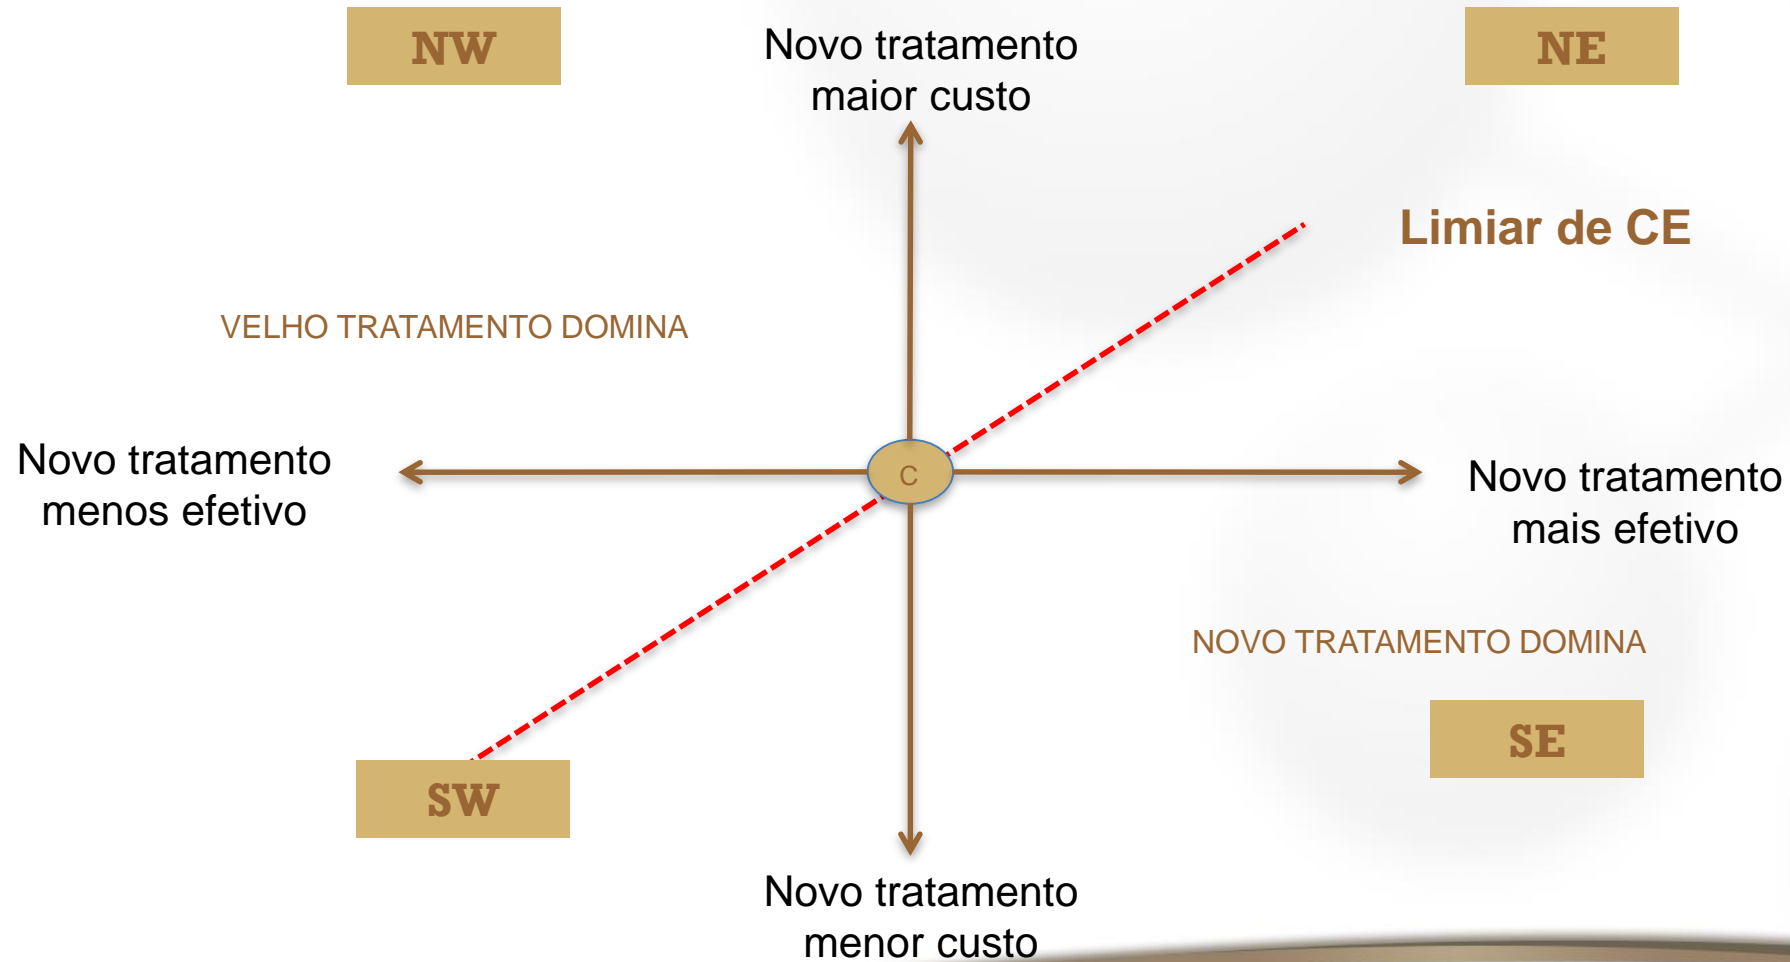 NW
Novo tratamento
maior custo
NE
Limiar de CE
VELHO TRATAMENTO DOMINA
Novo tratamento
menos efetivo
C
Novo tratamento
mais efetivo
NOVO TRATAMENTO DOMINA
SE
SW
Novo tratamento
menor custo